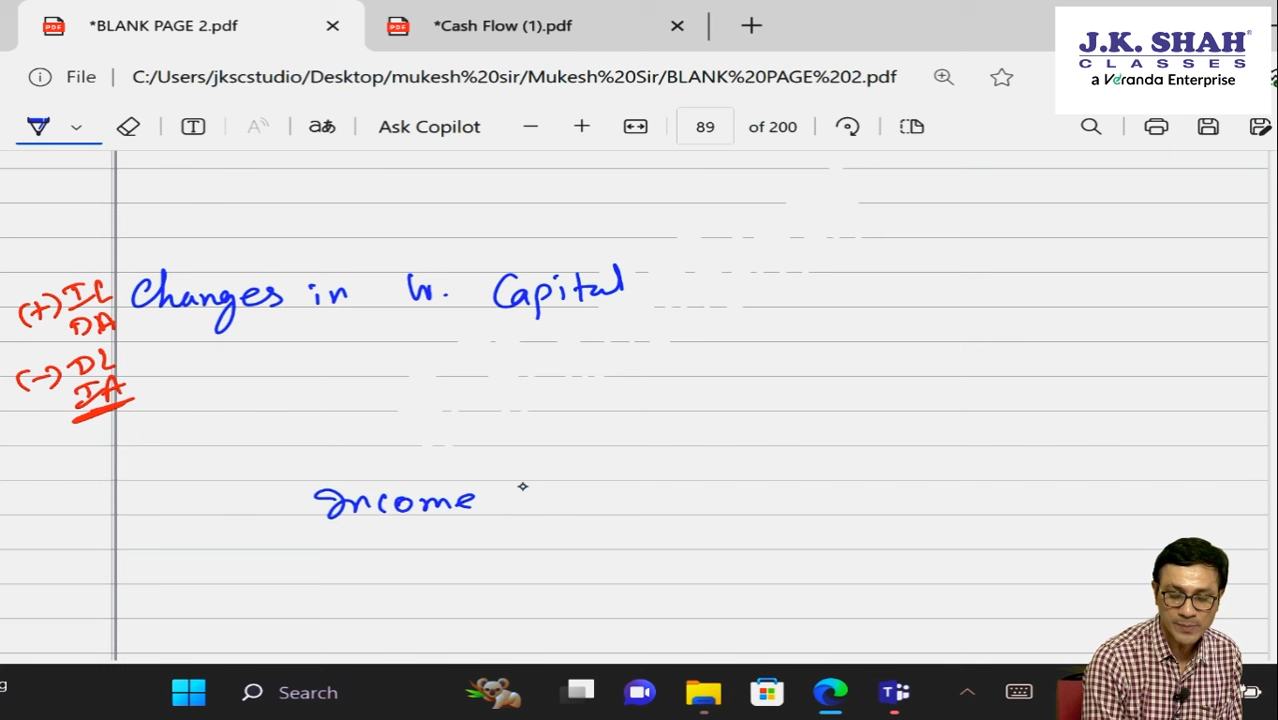 *BLANK PAGE 2.pdf
*Cash Flow (1).pdf
J.K. SHAH
CLASSES
a Veranda Enterprise
File
C:/Users/jkscstudio/Desktop/mukesh%20sir/Mukesh%20Sir/BLANK%20PAGE%202.pdf
Ask Copilot
89 of 200
(+) IL
DA
Changes in W. Capital
(-) DL
IA
Income
g
Search